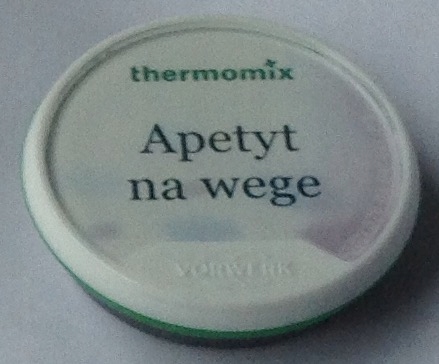 thermomix
Apetyt
na wege
VORWERK